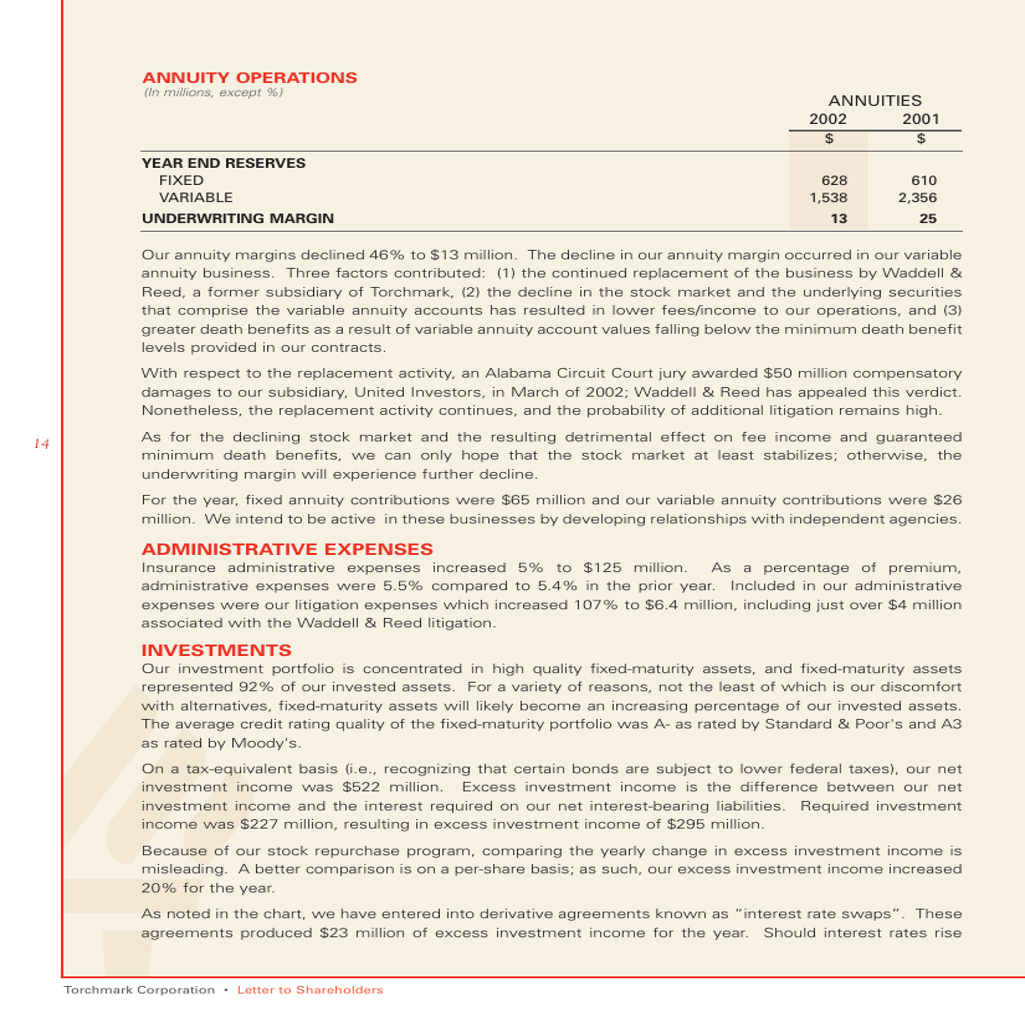 ANNUITY OPERATIONS
(In millions, except %)
ANNUITIES
2002 2001
$ $
YEAR END RESERVES
FIXED 628 610
VARIABLE 1,538 2,356
UNDERWRITING MARGIN 13 25
Our annuity margins declined 46% to $13 million. The decline in our annuity margin occurred in our variable
annuity business. Three factors contributed: (1) the continued replacement of the business by Waddell &
Reed, a former subsidiary of Torchmark, (2) the decline in the stock market and the underlying securities
that comprise the variable annuity accounts has resulted in lower fees/income to our operations, and (3)
greater death benefits as a result of variable annuity account values falling below the minimum death benefit
levels provided in our contracts.
With respect to the replacement activity, an Alabama Circuit Court jury awarded $50 million compensatory
damages to our subsidiary, United Investors, in March of 2002; Waddell & Reed has appealed this verdict.
Nonetheless, the replacement activity continues, and the probability of additional litigation remains high.
14
As for the declining stock market and the resulting detrimental effect on fee income and guaranteed
minimum death benefits, we can only hope that the stock market at least stabilizes; otherwise, the
underwriting margin will experience further decline.
For the year, fixed annuity contributions were $65 million and our variable annuity contributions were $26
million. We intend to be active in these businesses by developing relationships with independent agencies.
ADMINISTRATIVE EXPENSES
Insurance administrative expenses increased 5% to $125 million. As a percentage of premium,
administrative expenses were 5.5% compared to 5.4% in the prior year. Included in our administrative
expenses were our litigation expenses which increased 107% to $6.4 million, including just over $4 million
associated with the Waddell & Reed litigation.
INVESTMENTS
Our investment portfolio is concentrated in high quality fixed-maturity assets, and fixed-maturity assets
represented 92% of our invested assets. For a variety of reasons, not the least of which is our discomfort
with alternatives, fixed-maturity assets will likely become an increasing percentage of our invested assets.
The average credit rating quality of the fixed-maturity portfolio was A- as rated by Standard & Poor's and A3
as rated by Moody's.
On a tax-equivalent basis (i.e., recognizing that certain bonds are subject to lower federal taxes), our net
investment income was $522 million. Excess investment income is the difference between our net
investment income and the interest required on our net interest-bearing liabilities. Required investment
income was $227 million, resulting in excess investment income of $295 million.
Because of our stock repurchase program, comparing the yearly change in excess investment income is
misleading. A better comparison is on a per-share basis; as such, our excess investment income increased
20% for the year.
As noted in the chart, we have entered into derivative agreements known as “interest rate swaps”. These
agreements produced $23 million of excess investment income for the year. Should interest rates rise
Torchmark Corporation • Letter to Shareholders